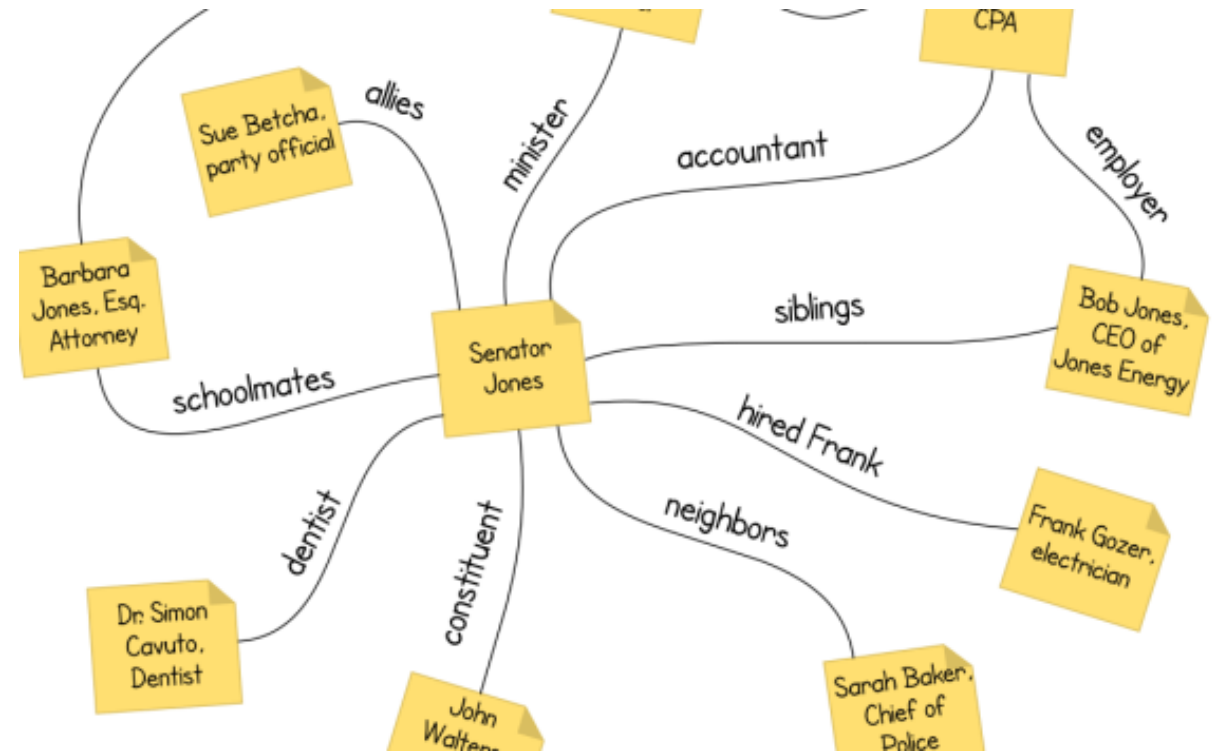 CPA
allies
Sue Betcha,
party official
minister
accountant
employer
Barbara
Jones, Esq.
Attorney
siblings
Bob Jones,
CEO of
Jones Energy
Senator
Jones
schoolmates
hired Frank
neighbors
Frank Gozer,
electrician
dentist
constituent
Dr. Simon
Cavuto,
Dentist
John
Walters
Sarah Baker,
Chief of
Police